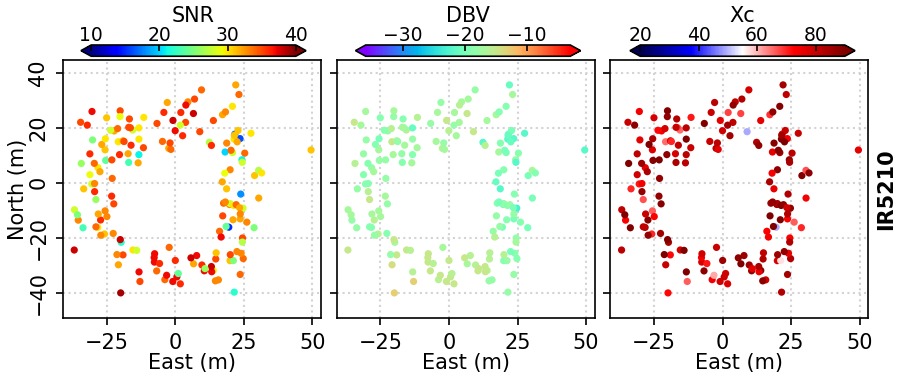 SNR DBV Xc
10 20 30 40 −30 −20 −10 20 40 60 80
North (m)
40
20
0
−20
−40
−25 0 25 50 −25 0 25 50 −25 0 25 50
East (m) East (m) East (m)
IR5210